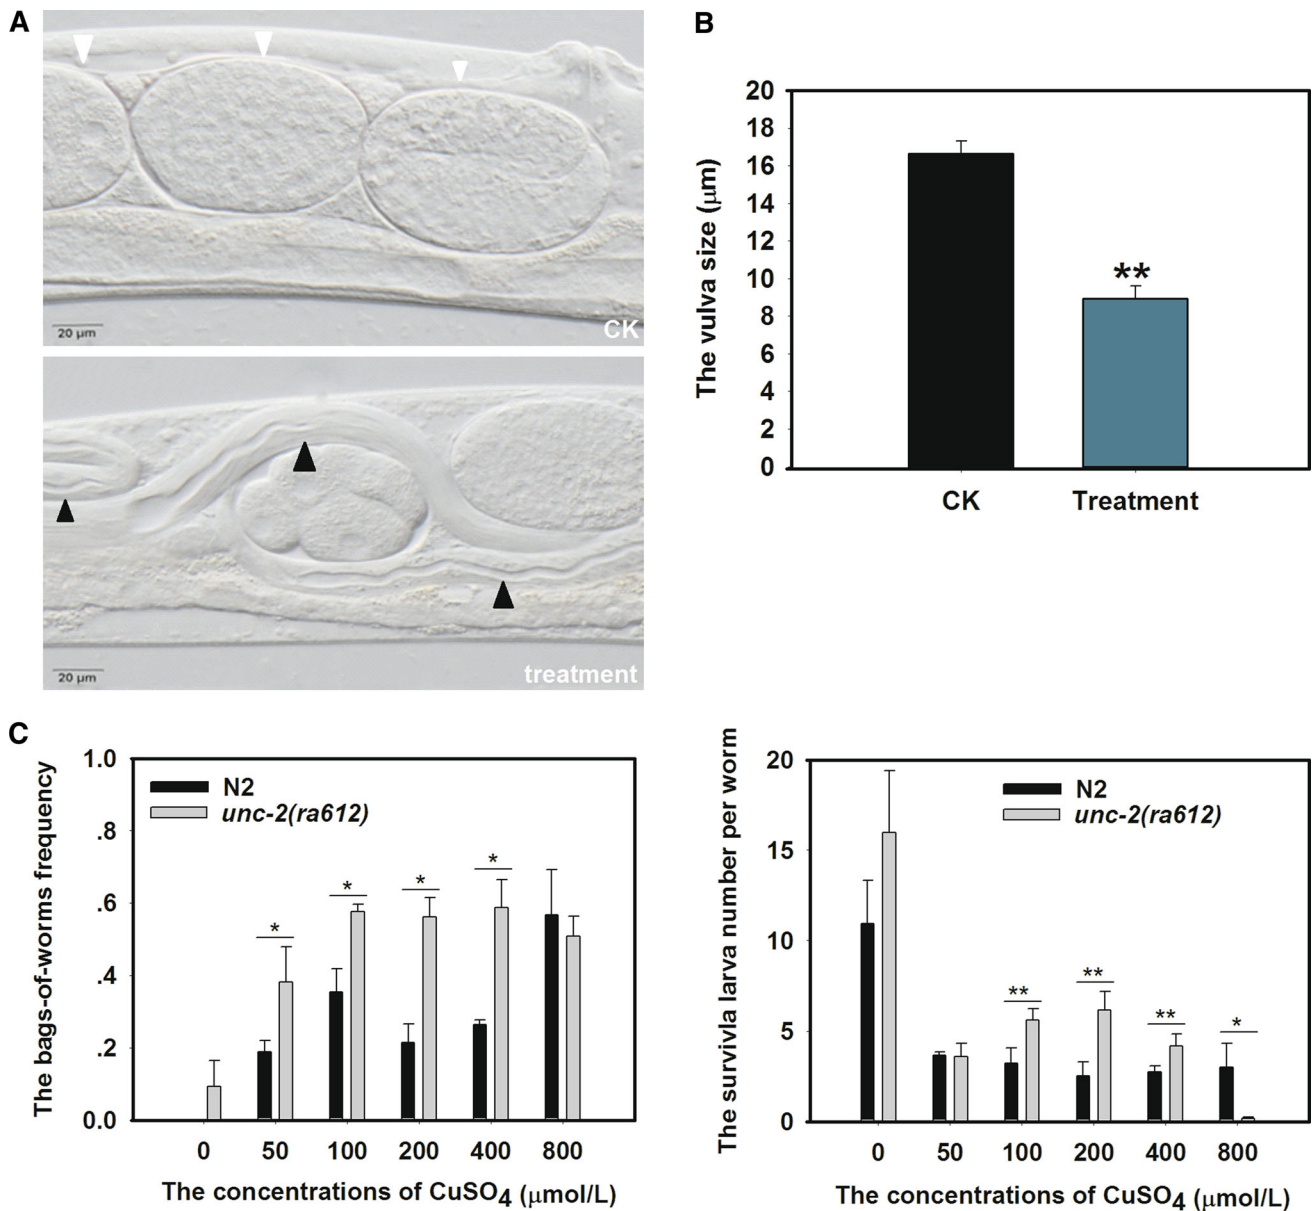 A
CK
20 µm
treatment
20 µm
B
20
18
16
14
12
10
8
6
4
2
0
The vulva size (µm)
**
CK
Treatment
C
1.0
.8
.6
.4
.2
0.0
The bags-of-worms frequency
N2
unc-2(ra612)
*
*
*
*
0 50 100 200 400 800
The concentrations of CuSO4 (µmol/L)
20
15
10
5
0
The survivla larva number per worm
N2
unc-2(ra612)
**
**
**
*
0 50 100 200 400 800
The concentrations of CuSO4 (µmol/L)